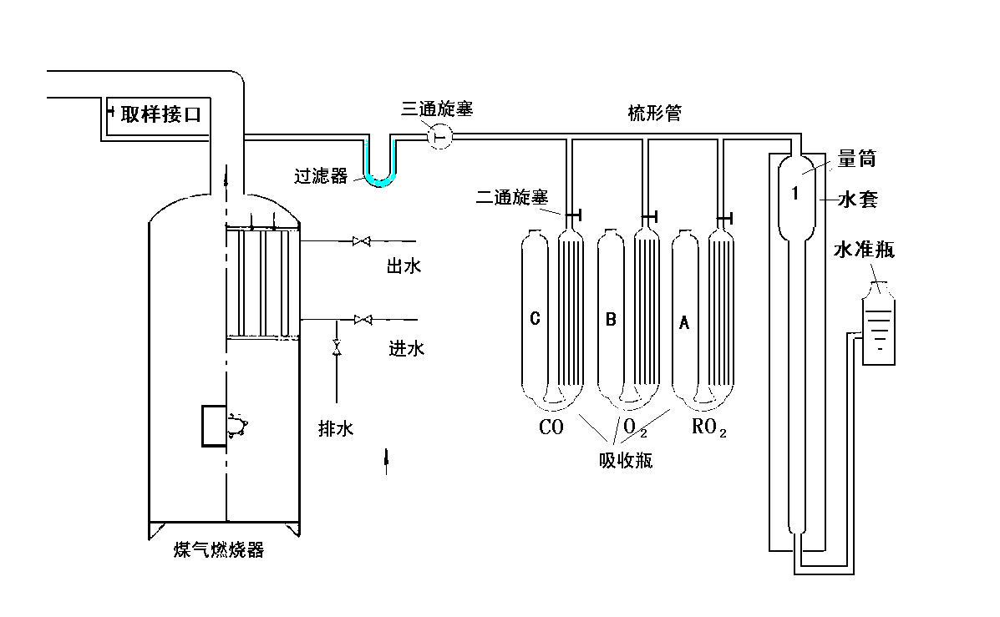 三通旋塞
梳形管
取样接口
量筒
过滤器
1
二通旋塞
水套
水准瓶
出水
C
B
A
进水
排水
CO
O₂
RO₂
吸收瓶
煤气燃烧器